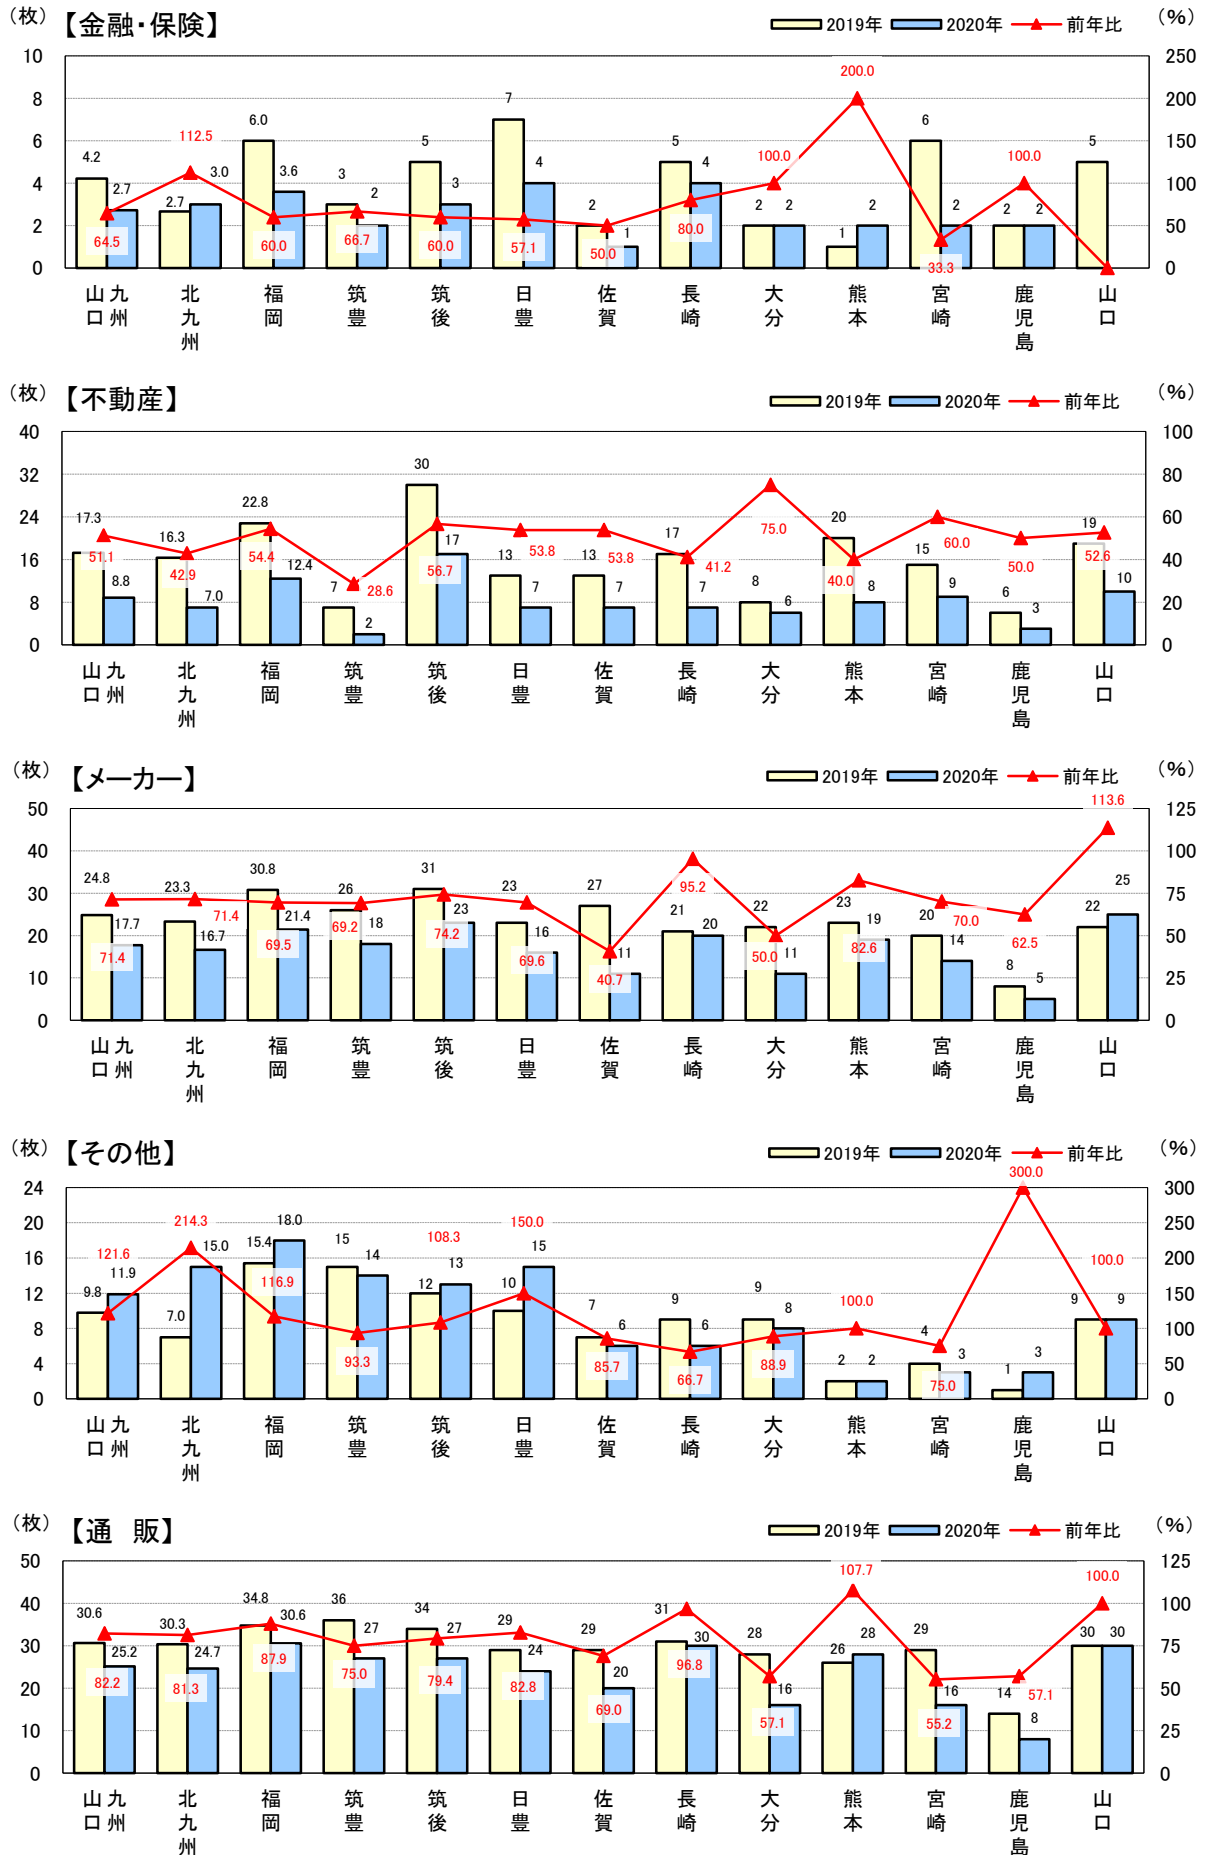 (枚) 【金融・保険】 2019年 2020年 前年比 (%)
10 250
8 200
6 150
4 100
2 50
0 0
4.2 2.7 6.0 3 5 7 2 5 2 1 6 2 5
2.7 3.0 3.6 2 3 4 1 4 2 2 2 2
64.5 112.5 60.0 66.7 60.0 57.1 50.0 80.0 100.0 200.0 33.3 100.0
九州山口 北九州 福岡 筑豊 筑後 日豊 佐賀 長崎 大分 熊本 宮崎 鹿児島 山口
(枚) 【不動産】 2019年 2020年 前年比 (%)
40 100
32 80
24 60
16 40
8 20
0 0
17.3 16.3 22.8 7 30 13 13 17 8 20 15 6 19
8.8 7.0 12.4 2 17 7 7 7 6 8 9 3 10
51.1 42.9 54.4 28.6 56.7 53.8 53.8 41.2 75.0 40.0 60.0 50.0 52.6
九州山口 北九州 福岡 筑豊 筑後 日豊 佐賀 長崎 大分 熊本 宮崎 鹿児島 山口
(枚) 【メーカー】 2019年 2020年 前年比 (%)
50 125
40 100
30 75
20 50
10 25
0 0
24.8 23.3 30.8 26 31 23 27 21 22 23 20 8 22
17.7 16.7 21.4 18 23 16 11 20 11 19 14 5 25
71.4 71.4 69.5 69.2 74.2 69.6 40.7 95.2 50.0 82.6 70.0 62.5 113.6
九州山口 北九州 福岡 筑豊 筑後 日豊 佐賀 長崎 大分 熊本 宮崎 鹿児島 山口
(枚) 【その他】 2019年 2020年 前年比 (%)
24 300
20 250
16 200
12 150
8 100
4 50
0 0
9.8 7.0 15.4 15 12 10 7 9 9 2 4 1 9
11.9 15.0 18.0 14 13 15 6 6 8 2 3 3 9
121.6 214.3 116.9 93.3 108.3 150.0 85.7 66.7 88.9 100.0 75.0 300.0 100.0
九州山口 北九州 福岡 筑豊 筑後 日豊 佐賀 長崎 大分 熊本 宮崎 鹿児島 山口
(枚) 【通　販】 2019年 2020年 前年比 (%)
50 125
40 100
30 75
20 50
10 25
0 0
30.6 30.3 34.8 36 34 29 29 31 28 26 29 14 30
25.2 24.7 30.6 27 27 24 20 30 16 28 16 8 30
82.2 81.3 87.9 75.0 79.4 82.8 69.0 96.8 57.1 107.7 55.2 57.1 100.0
九州山口 北九州 福岡 筑豊 筑後 日豊 佐賀 長崎 大分 熊本 宮崎 鹿児島 山口